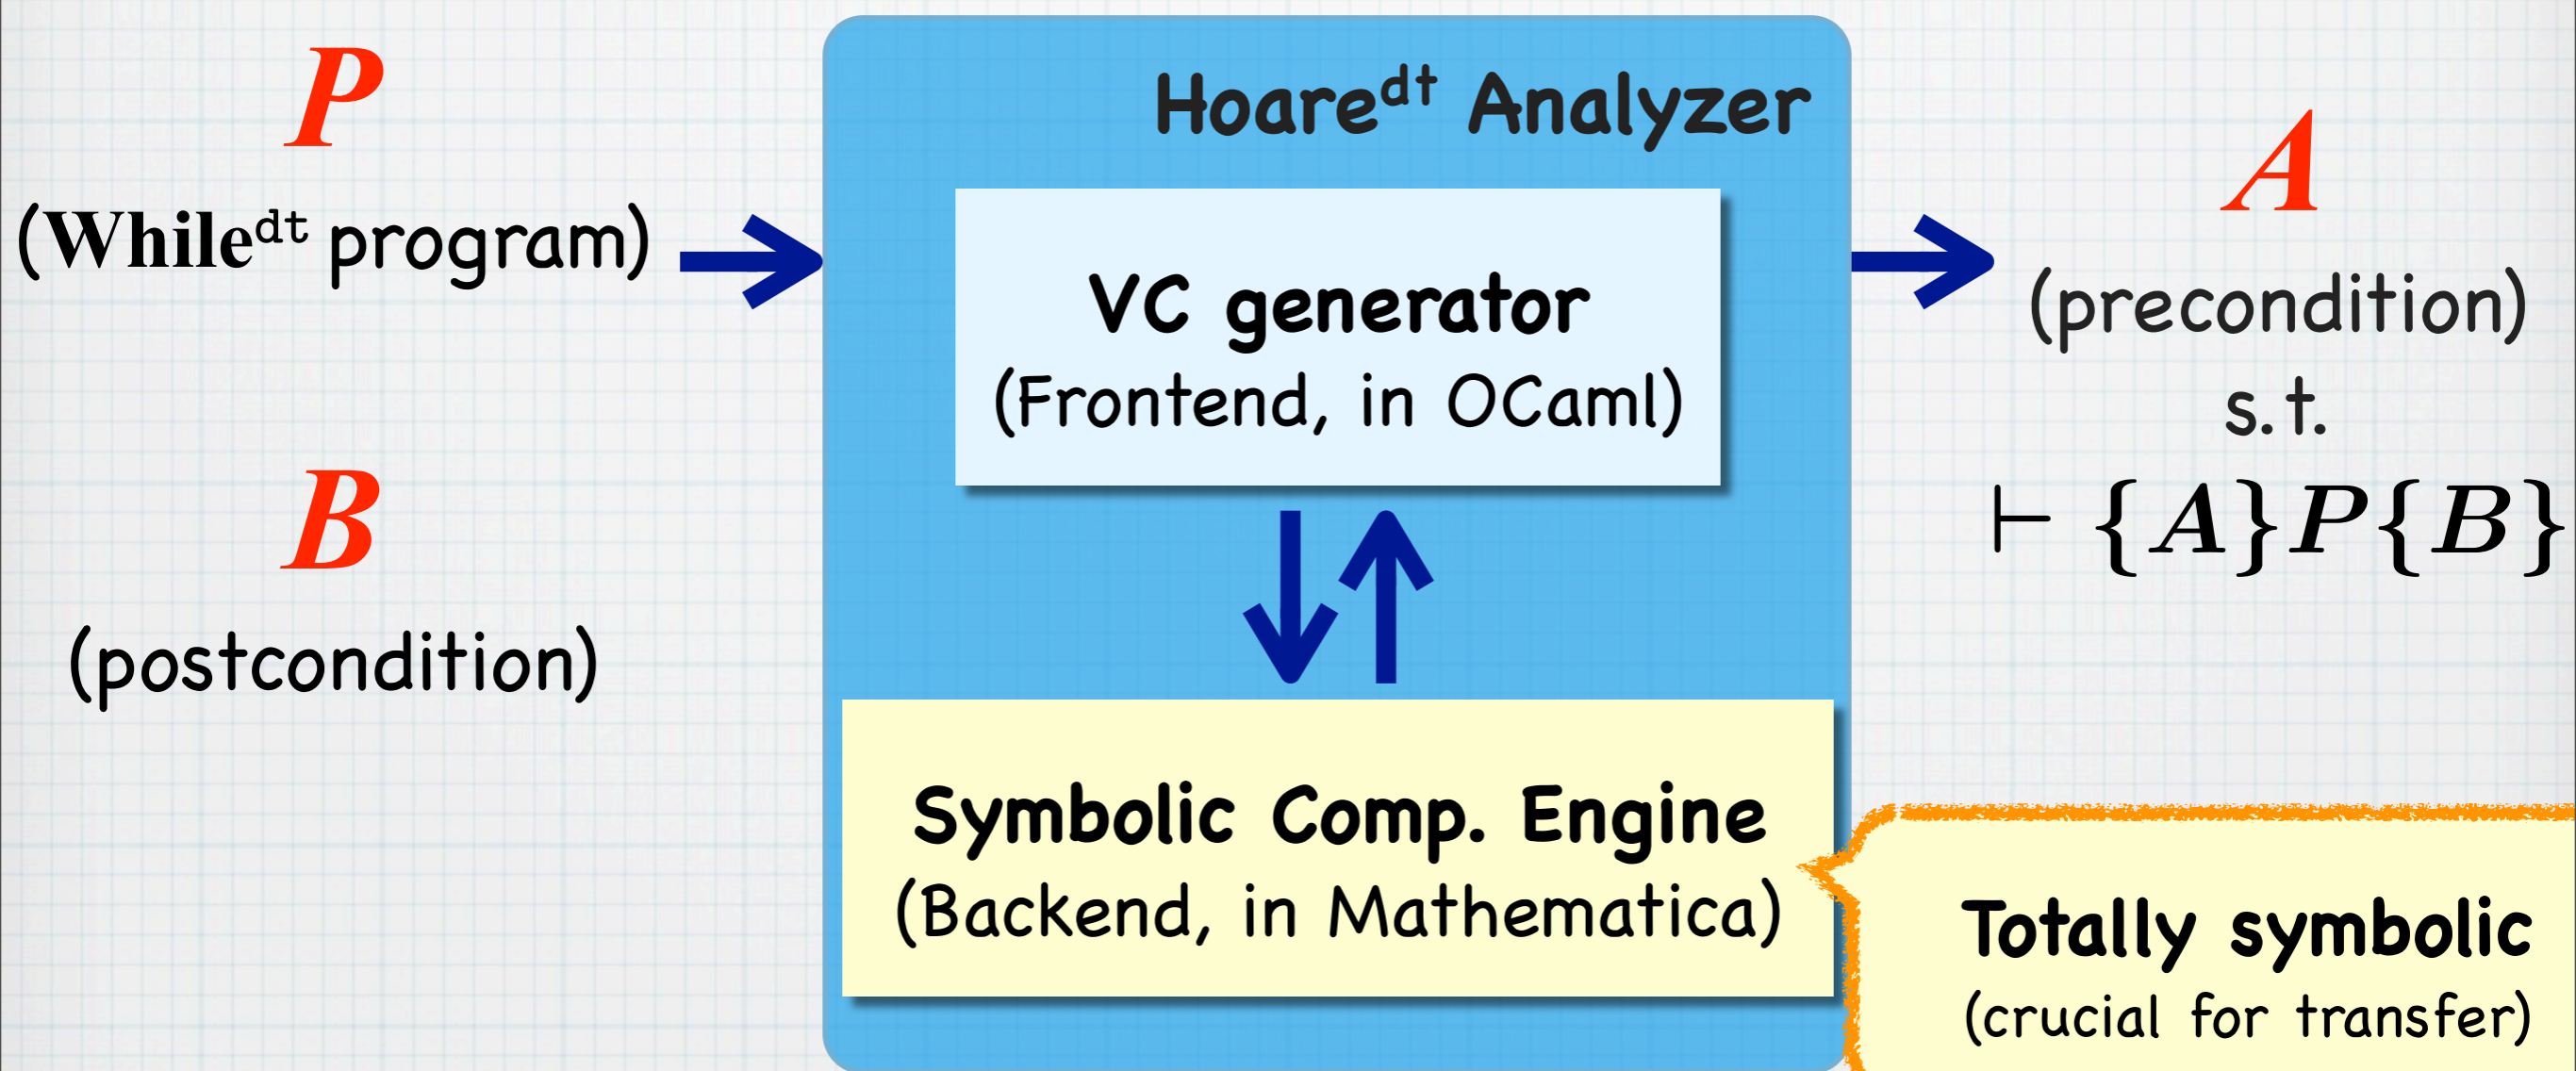 P
(While^dt program)
B
(postcondition)
Hoare^dt Analyzer
VC generator
(Frontend, in OCaml)
Symbolic Comp. Engine
(Backend, in Mathematica)
A
(precondition)
s.t.
⊢ {A}P{B}
Totally symbolic
(crucial for transfer)